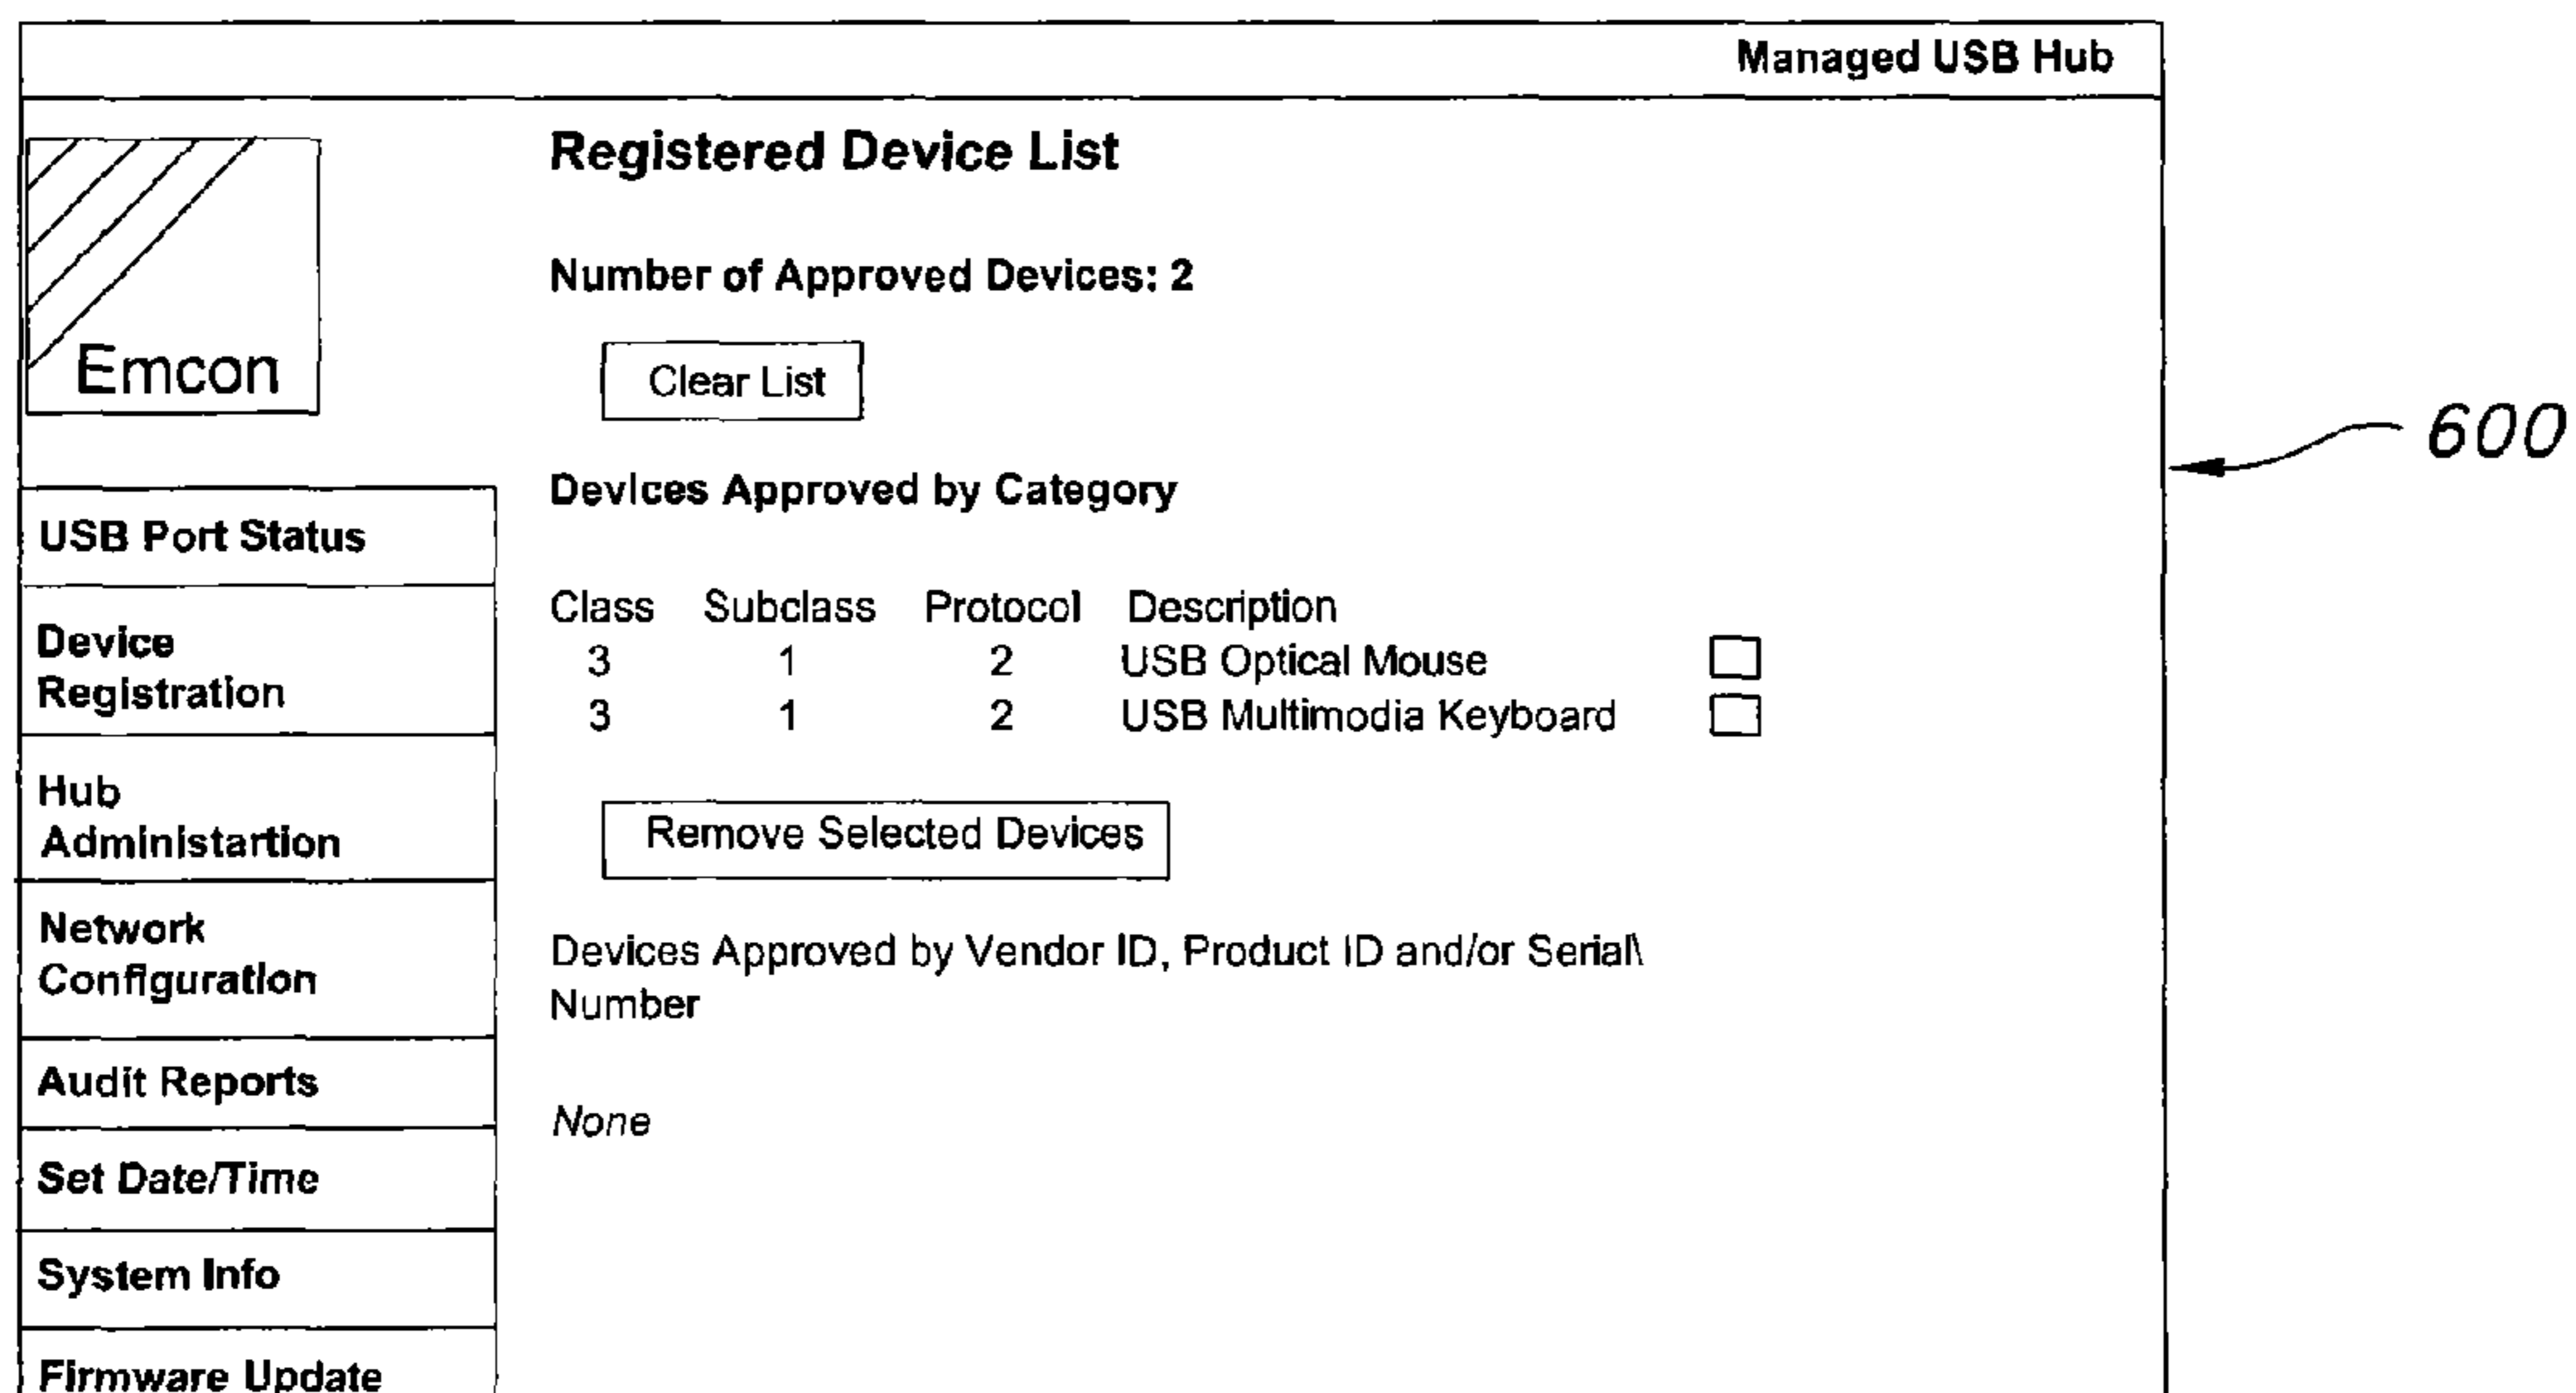 Managed USB Hub
Emcon
Registered Device List
Number of Approved Devices: 2
Clear List
600
Devices Approved by Category
Class Subclass Protocol Description
3 1 2 USB Optical Mouse
3 1 2 USB Multimodia Keyboard
Remove Selected Devices
Devices Approved by Vendor ID, Product ID and/or Serial\
Number
None
USB Port Status
Device
Registration
Hub
Administartion
Network
Configuration
Audit Reports
Set Date/Time
System Info
Firmware Update